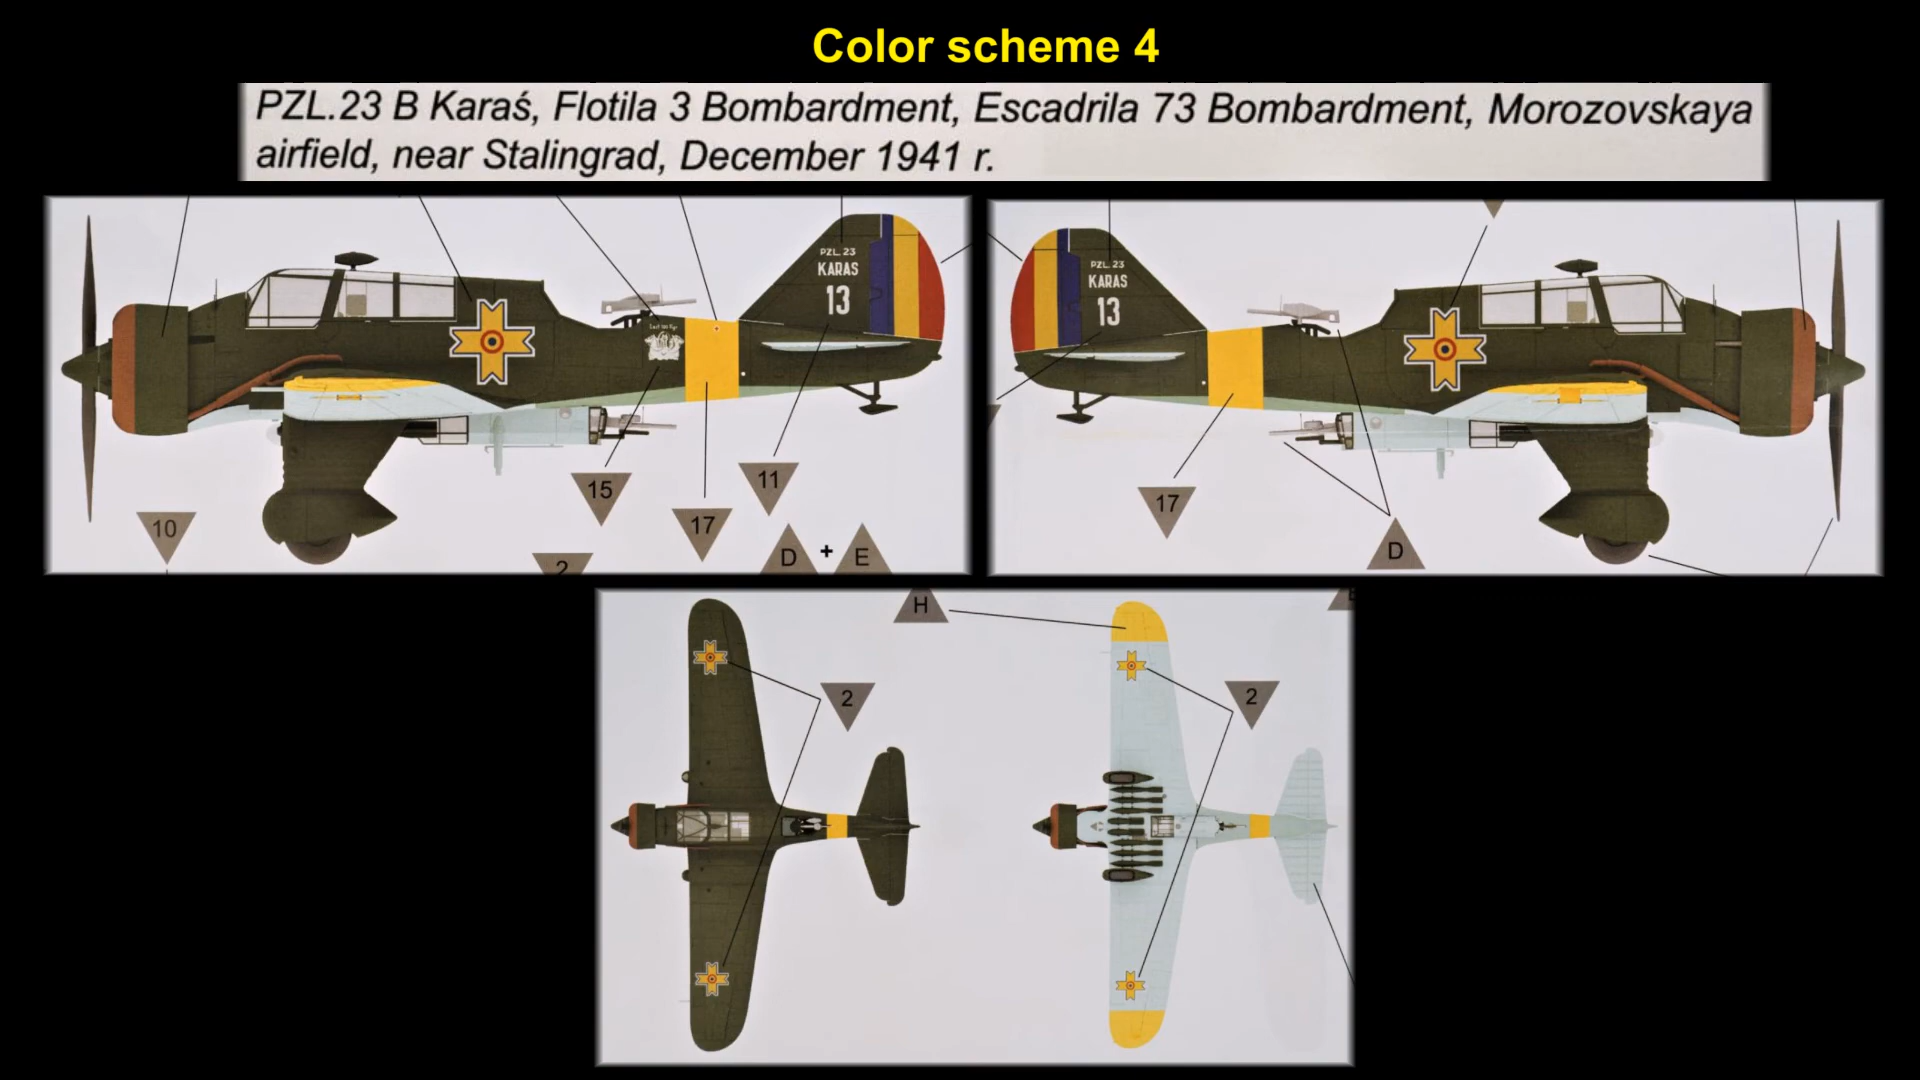 Color scheme 4
PZL.23 B Karaś, Flotila 3 Bombardment, Escadrila 73 Bombardment, Morozovskaya
airfield, near Stalingrad, December 1941 r.
PZL. 23
KARAS
13
10
15
17
11
2
D + E
PZL. 23
KARAS
13
17
D
H
2
2